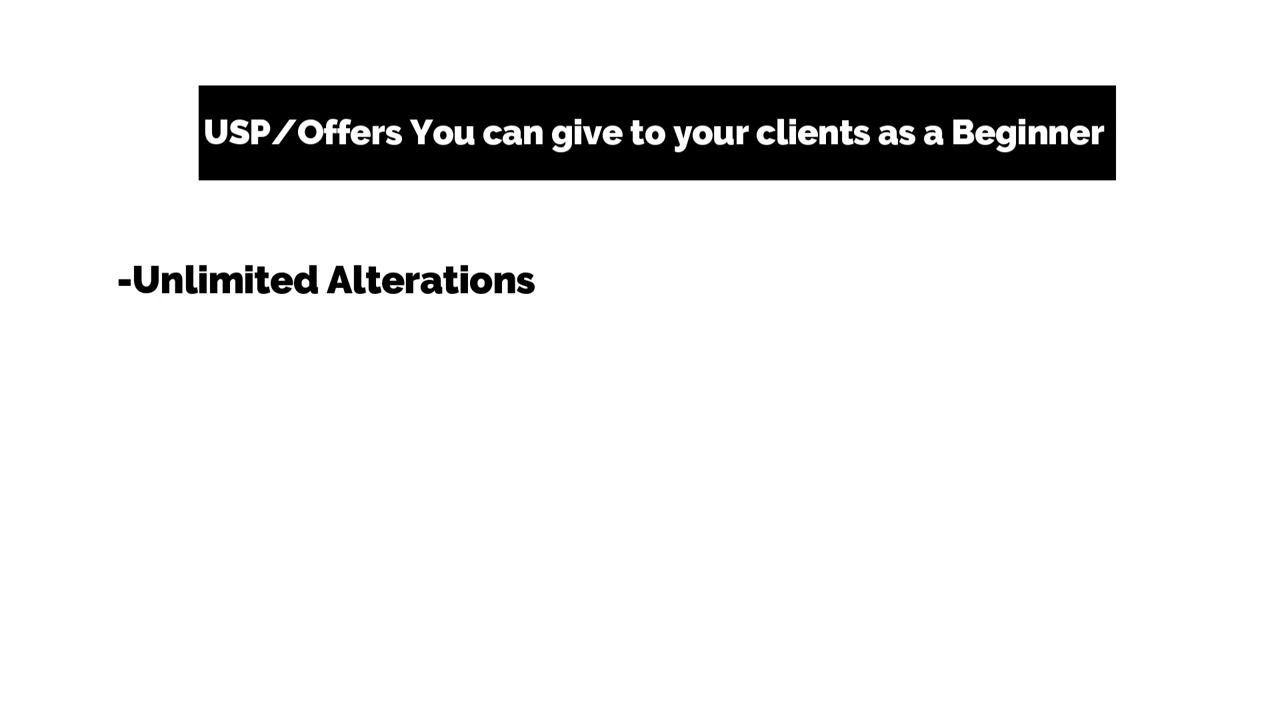 USP/Offers You can give to your clients as a Beginner
-Unlimited Alterations